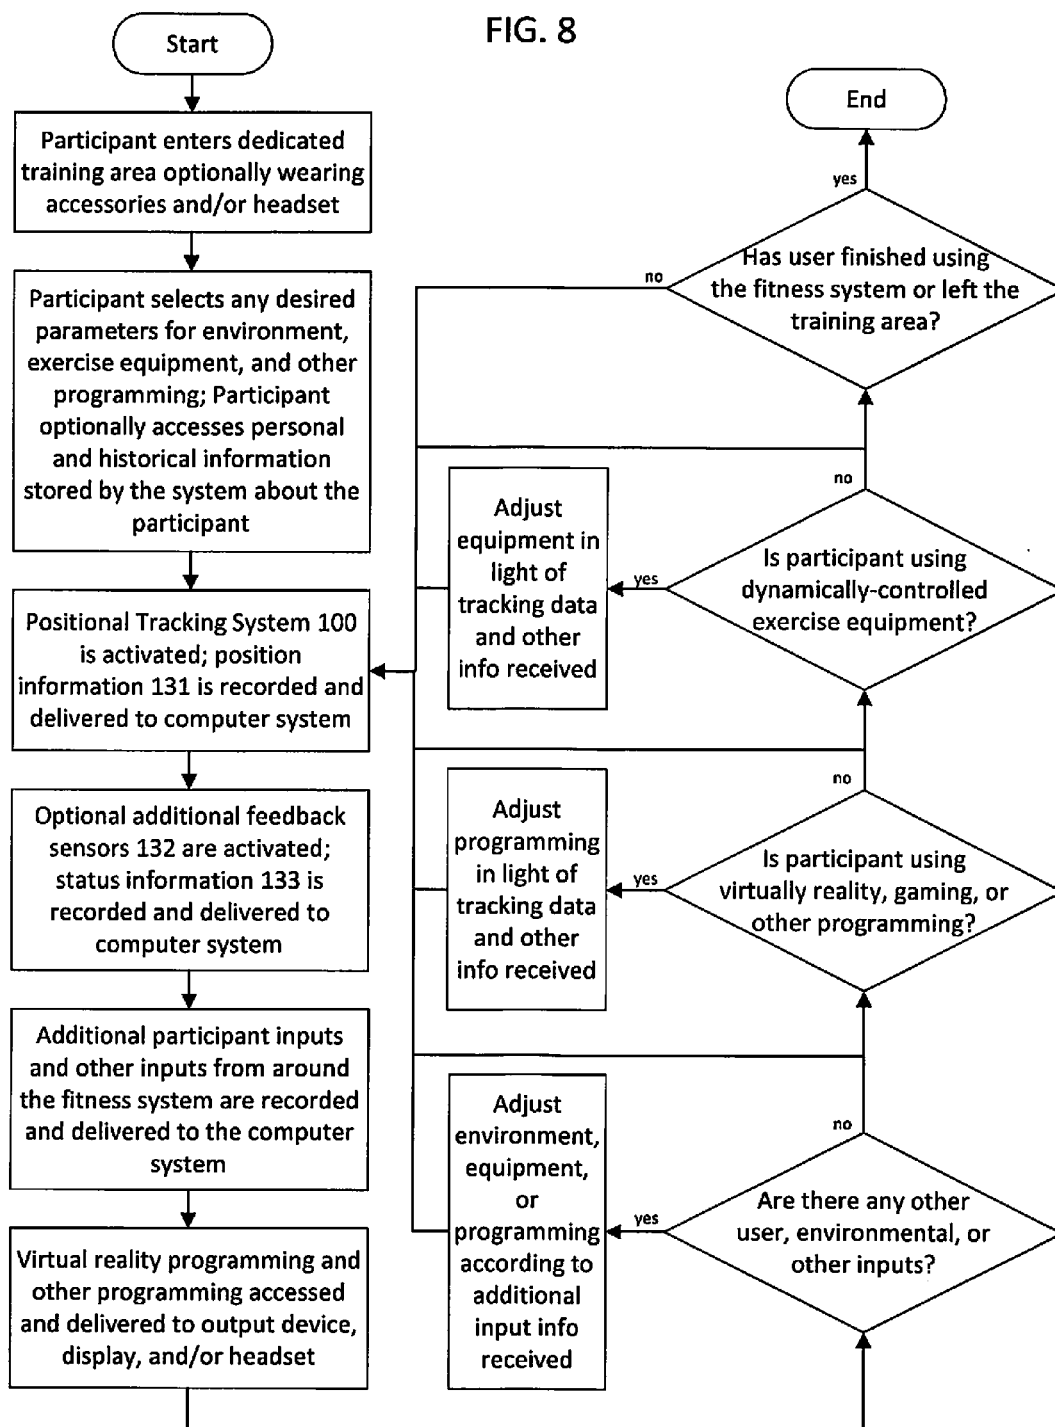 FIG. 8
Start
Participant enters dedicated
training area optionally wearing
accessories and/or headset
Participant selects any desired
parameters for environment,
exercise equipment, and other
programming; Participant
optionally accesses personal
and historical information
stored by the system about the
participant
Positional Tracking System 100
is activated; position
information 131 is recorded and
delivered to computer system
Optional additional feedback
sensors 132 are activated;
status information 133 is
recorded and delivered to
computer system
Additional participant inputs
and other inputs from around
the fitness system are recorded
and delivered to the computer
system
Virtual reality programming and
other programming accessed
and delivered to output device,
display, and/or headset
Are there any other
user, environmental, or
other inputs?
yes
Adjust
environment,
equipment,
or
programming
according to
additional
input info
received
no
Is participant using
virtually reality, gaming, or
other programming?
yes
Adjust
programming
in light of
tracking data
and other
info received
no
Is participant using
dynamically-controlled
exercise equipment?
yes
Adjust
equipment in
light of
tracking data
and other
info received
no
Has user finished using
the fitness system or left the
training area?
no
yes
End